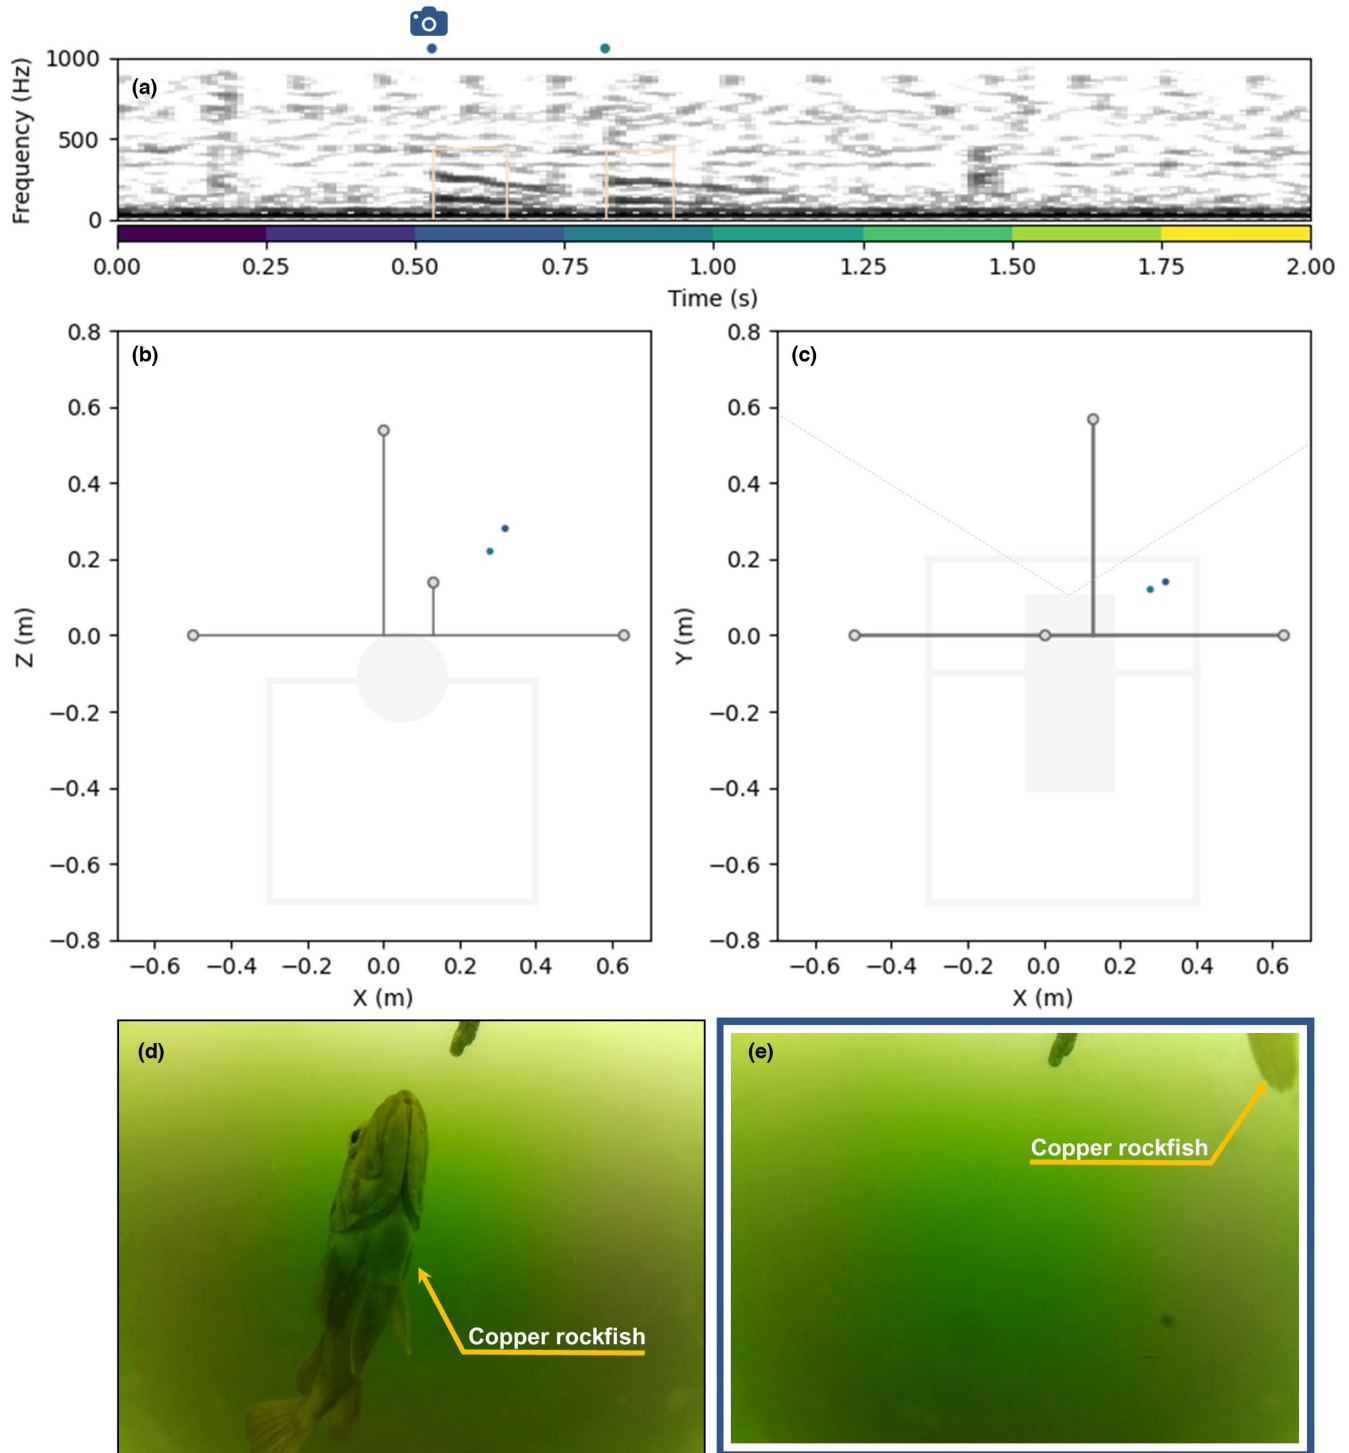 1000
Frequency (Hz)
(a)
500
0
0.00 0.25 0.50 0.75 1.00 1.25 1.50 1.75 2.00
Time (s)
0.8
(b)
0.6
0.4
0.2
Z (m)
0.0
−0.2
−0.4
−0.6
−0.8
−0.6 −0.4 −0.2 0.0 0.2 0.4 0.6
X (m)
0.8
(c)
0.6
0.4
0.2
Y (m)
0.0
−0.2
−0.4
−0.6
−0.8
−0.6 −0.4 −0.2 0.0 0.2 0.4 0.6
X (m)
(d)
Copper rockfish
(e)
Copper rockfish